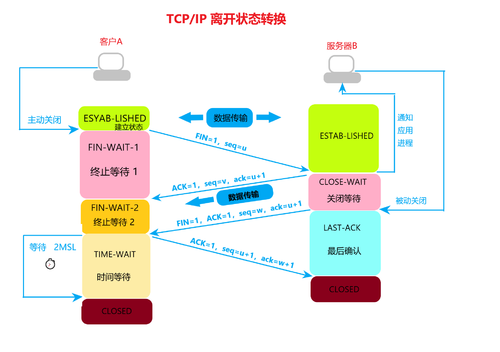 TCP/IP 离开状态转换
客户A
服务器B
主动关闭
ESYAB-LISHED
建立状态
数据传输
ESTAB-LISHED
通知
应用
进程
FIN=1, seq=u
FIN-WAIT-1
终止等待 1
ACK=1, seq=v, ack=u+1
数据传输
CLOSE-WAIT
关闭等待
被动关闭
FIN-WAIT-2
终止等待 2
FIN=1, ACK=1, seq=w, ack=u+1
LAST-ACK
最后确认
等待 2MSL
TIME-WAIT
时间等待
ACK=1, seq=u+1, ack=w+1
CLOSED
CLOSED